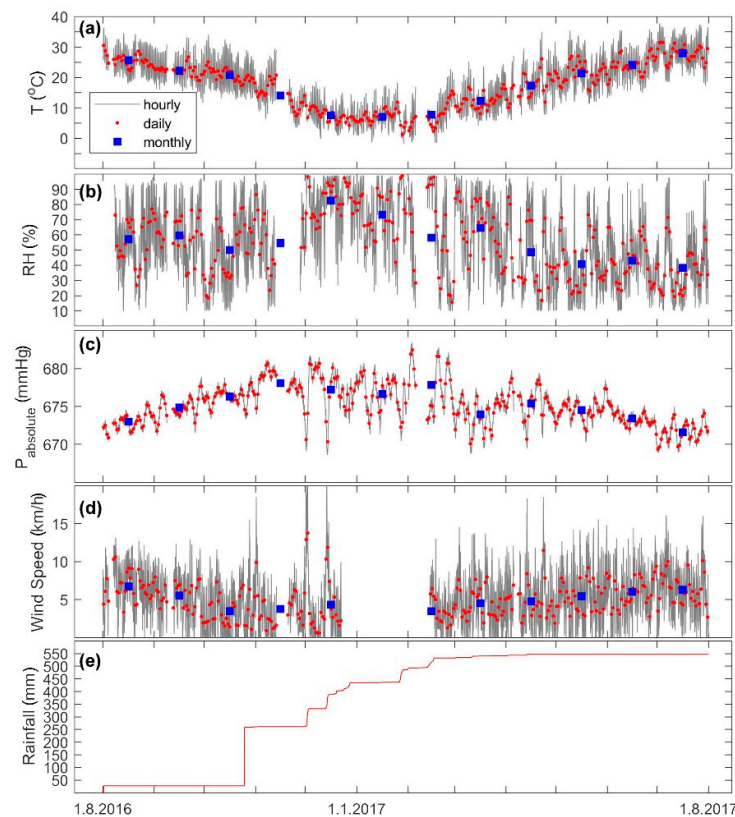 (a)
40
30
20
10
0
T (°C)
hourly
daily
monthly
(b)
90
80
70
60
50
40
30
20
10
RH (%)
(c)
680
675
670
Pabsolute (mmHg)
(d)
15
10
5
Wind Speed (km/h)
(e)
550
500
450
400
350
300
250
200
150
100
50
Rainfall (mm)
1.8.2016
1.1.2017
1.8.2017